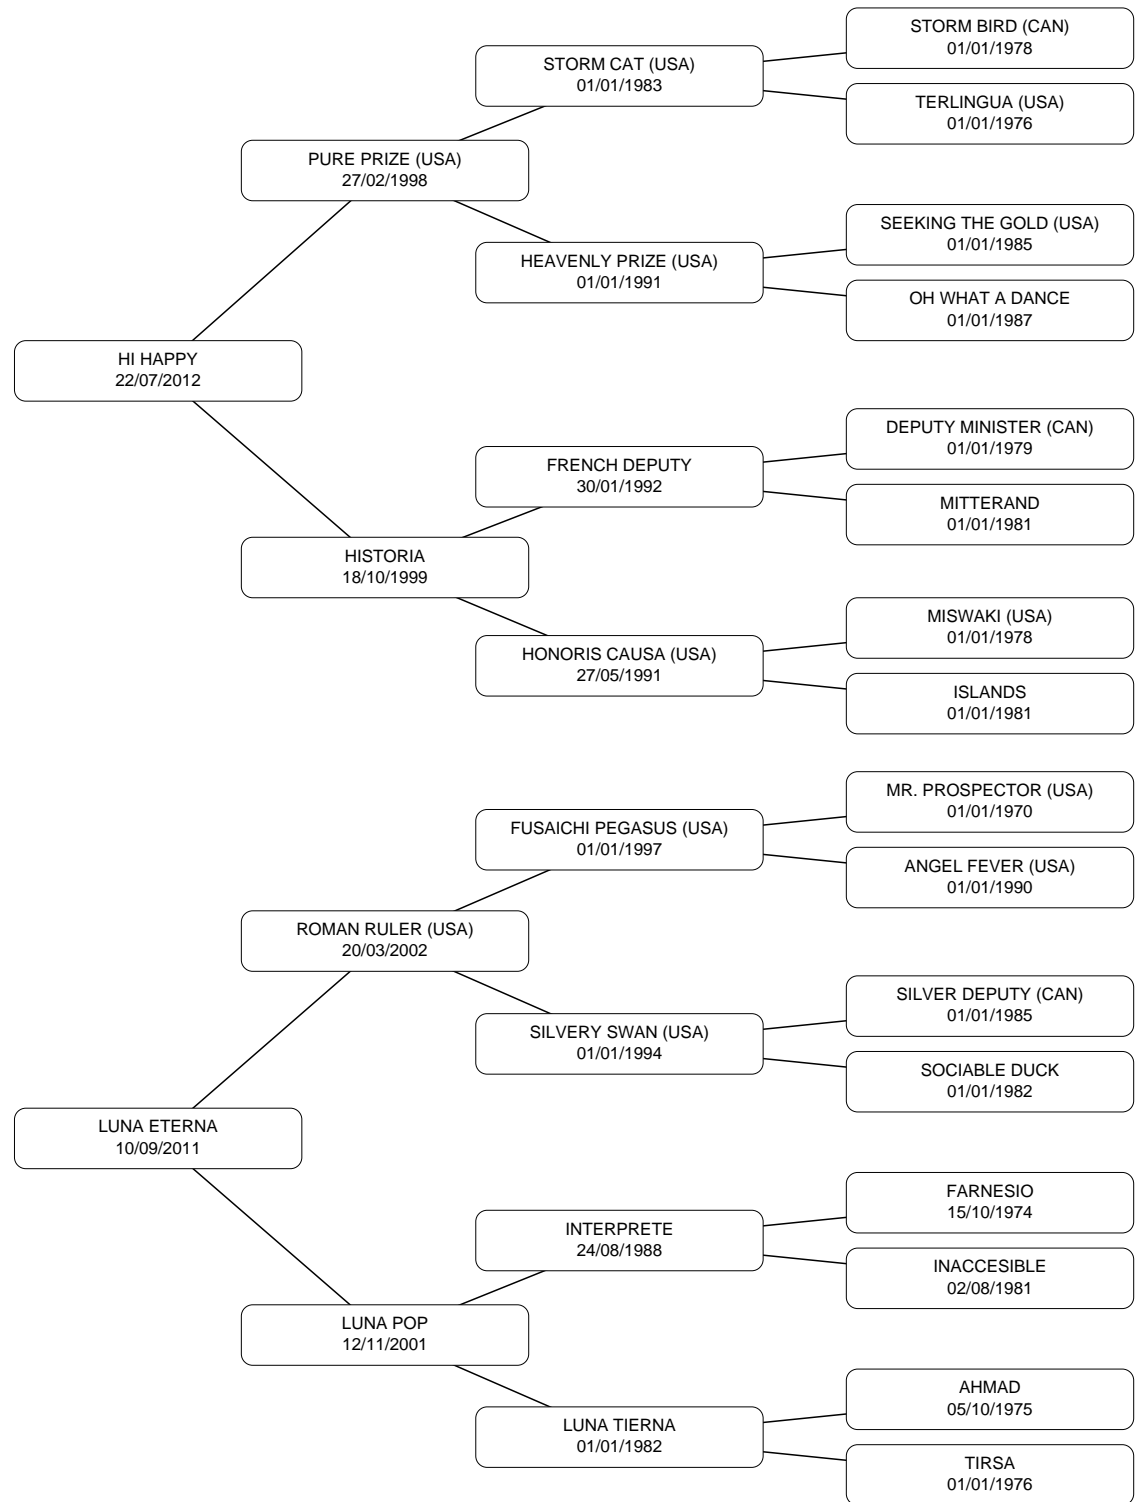 STORM BIRD (CAN)
01/01/1978
STORM CAT (USA)
01/01/1983
TERLINGUA (USA)
01/01/1976
PURE PRIZE (USA)
27/02/1998
SEEKING THE GOLD (USA)
01/01/1985
HEAVENLY PRIZE (USA)
01/01/1991
OH WHAT A DANCE
01/01/1987
HI HAPPY
22/07/2012
DEPUTY MINISTER (CAN)
01/01/1979
FRENCH DEPUTY
30/01/1992
MITTERAND
01/01/1981
HISTORIA
18/10/1999
MISWAKI (USA)
01/01/1978
HONORIS CAUSA (USA)
27/05/1991
ISLANDS
01/01/1981
MR. PROSPECTOR (USA)
01/01/1970
FUSAICHI PEGASUS (USA)
01/01/1997
ANGEL FEVER (USA)
01/01/1990
ROMAN RULER (USA)
20/03/2002
SILVER DEPUTY (CAN)
01/01/1985
SILVERY SWAN (USA)
01/01/1994
SOCIABLE DUCK
01/01/1982
LUNA ETERNA
10/09/2011
FARNESIO
15/10/1974
INTERPRETE
24/08/1988
INACCESIBLE
02/08/1981
LUNA POP
12/11/2001
AHMAD
05/10/1975
LUNA TIERNA
01/01/1982
TIRSA
01/01/1976